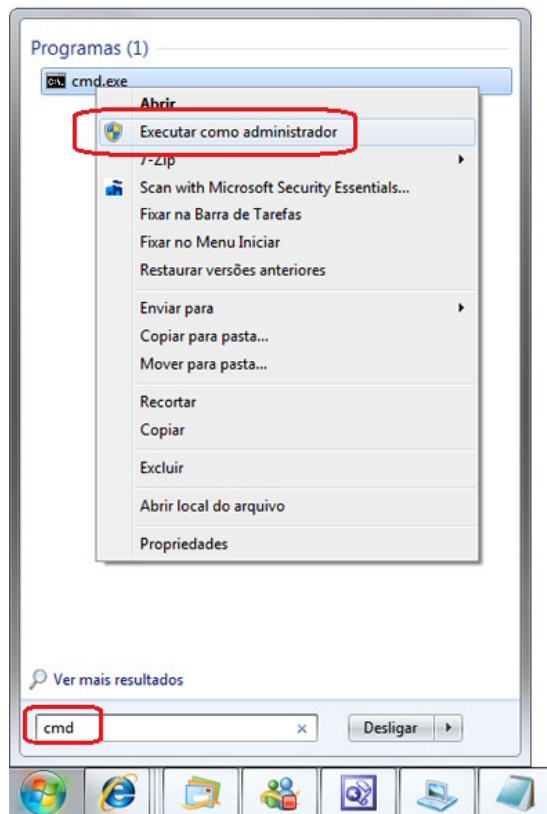 Programas (1)
cmd.exe
Abrir
Executar como administrador
7-Zip
Scan with Microsoft Security Essentials...
Fixar na Barra de Tarefas
Fixar no Menu Iniciar
Restaurar versões anteriores
Enviar para
Copiar para pasta...
Mover para pasta...
Recortar
Copiar
Excluir
Abrir local do arquivo
Propriedades
Ver mais resultados
cmd
Desligar